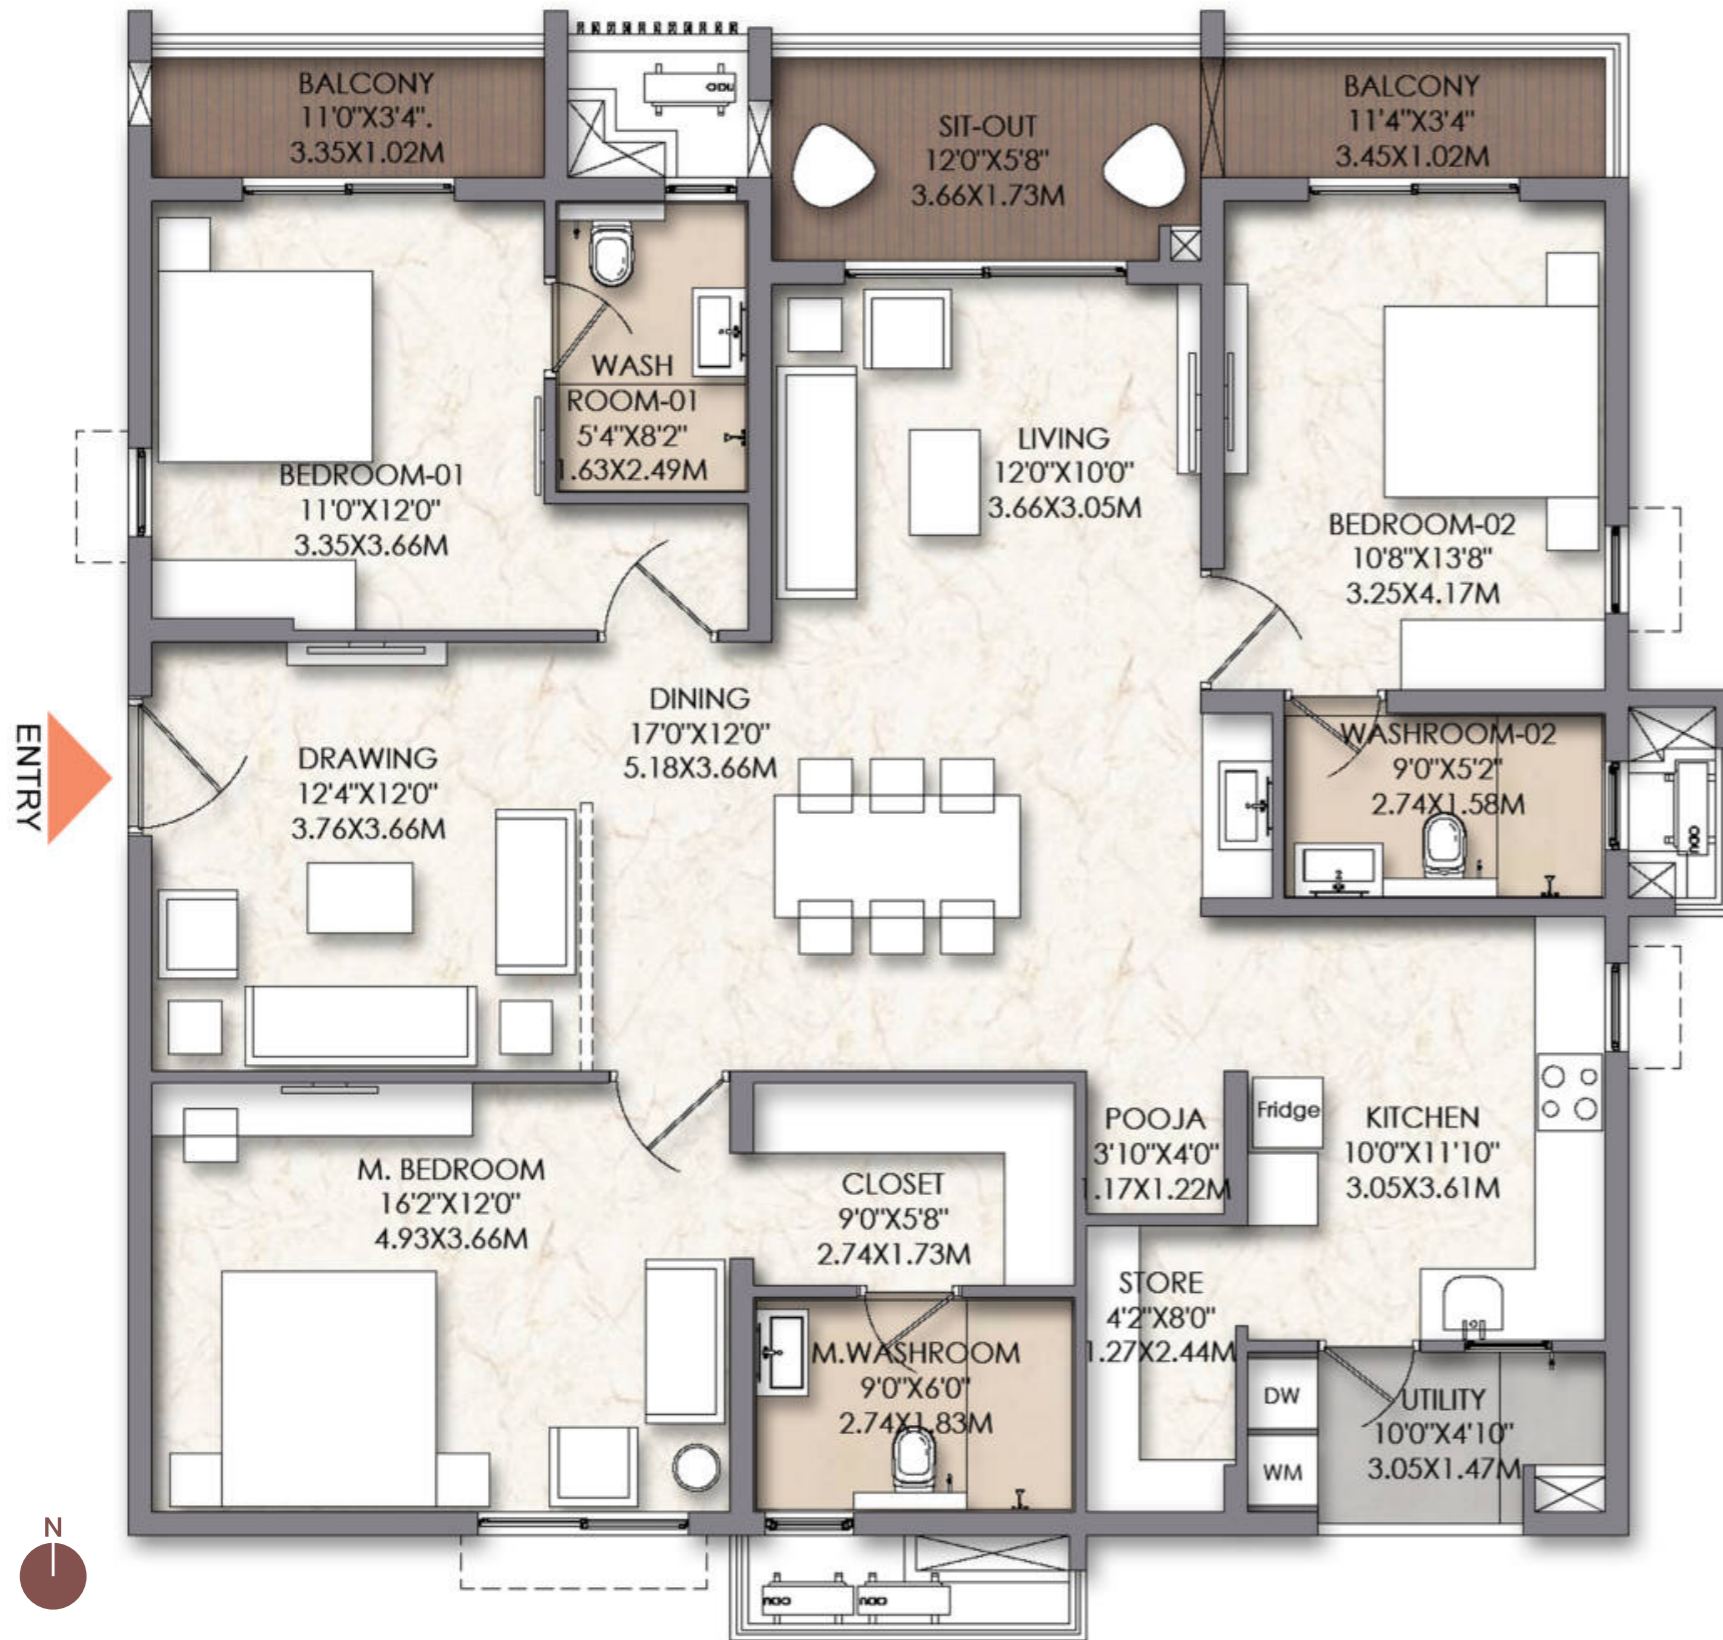 BALCONY
11'0"X3'4".
3.35X1.02M
ODU
SIT-OUT
12'0"X5'8"
3.66X1.73M
BALCONY
11'4"X3'4"
3.45X1.02M
WASH
ROOM-01
5'4"X8'2"
1.63X2.49M
BEDROOM-01
11'0"X12'0"
3.35X3.66M
LIVING
12'0"X10'0"
3.66X3.05M
BEDROOM-02
10'8"X13'8"
3.25X4.17M
ENTRY
DRAWING
12'4"X12'0"
3.76X3.66M
DINING
17'0"X12'0"
5.18X3.66M
WASHROOM-02
9'0"X5'2"
2.74X1.58M
ODU
M. BEDROOM
16'2"X12'0"
4.93X3.66M
CLOSET
9'0"X5'8"
2.74X1.73M
POOJA
3'10"X4'0"
1.17X1.22M
Fridge
KITCHEN
10'0"X11'10"
3.05X3.61M
STORE
4'2"X8'0"
1.27X2.44M
M.WASHROOM
9'0"X6'0"
2.74X1.83M
DW
WM
UTILITY
10'0"X4'10"
3.05X1.47M
N
ODU
ODU